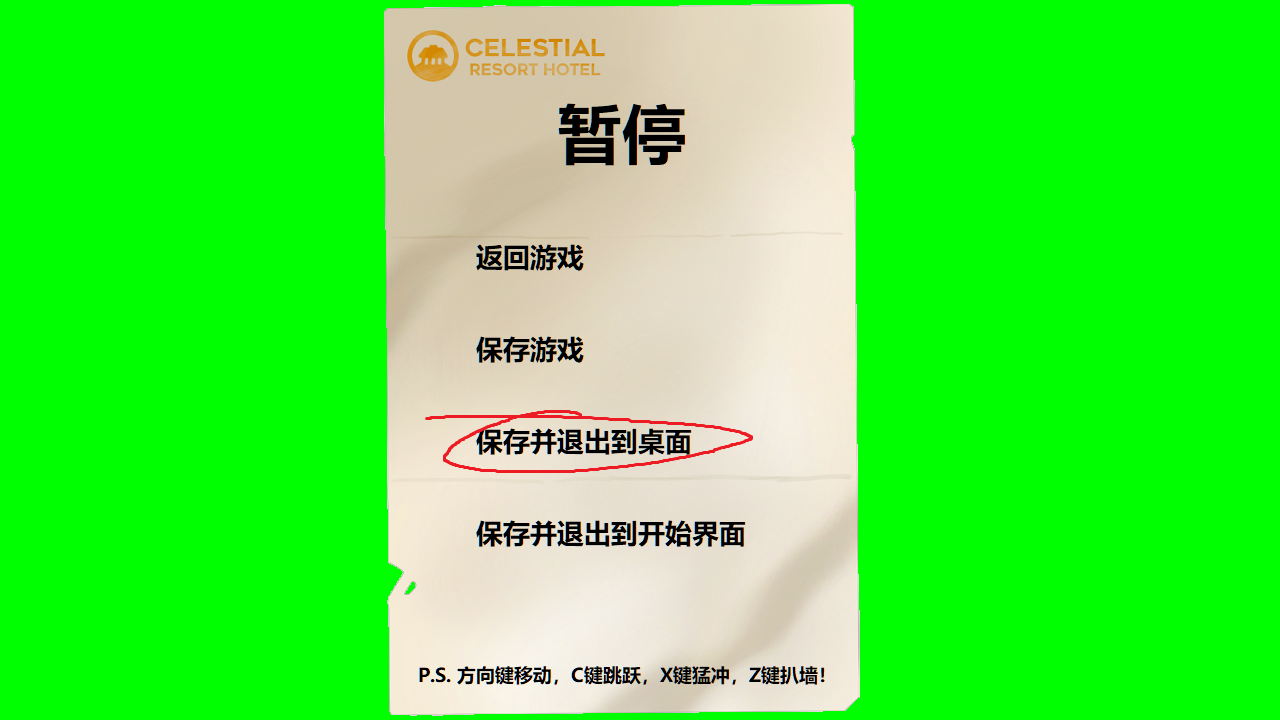 CELESTIAL
RESORT HOTEL
暂停
返回游戏
保存游戏
保存并退出到桌面
保存并退出到开始界面
P.S. 方向键移动，C键跳跃，X键猛冲，Z键扒墙！